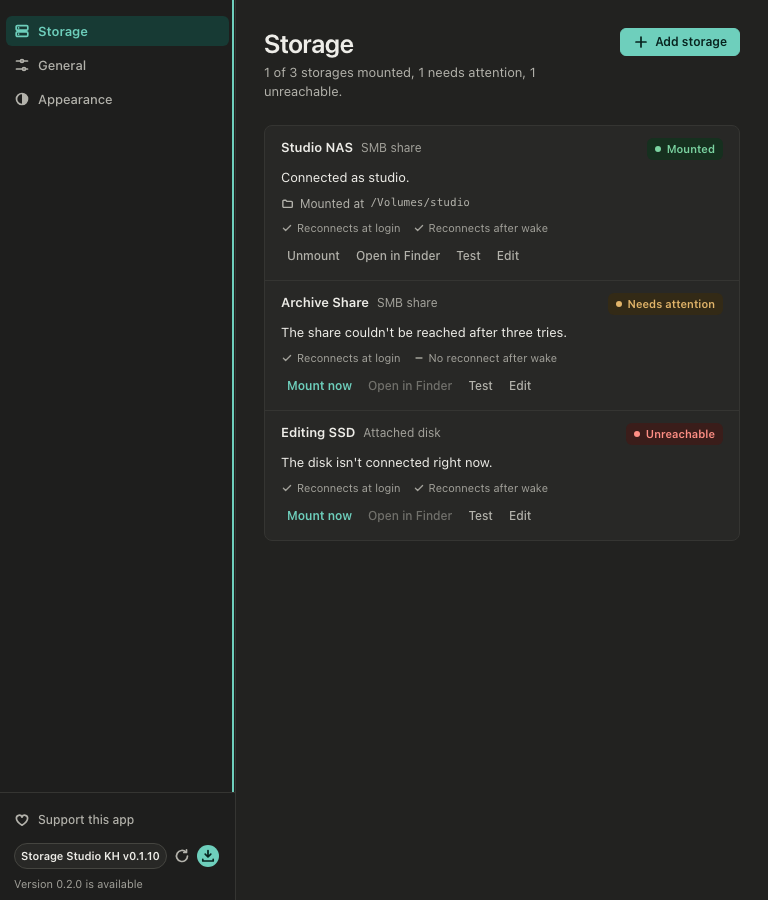 Storage
General
Appearance
Support this app
Storage Studio KH v0.1.10
Version 0.2.0 is available
Storage
Add storage
1 of 3 storages mounted, 1 needs attention, 1
unreachable.
Studio NAS SMB share
Mounted
Connected as studio.
Mounted at /Volumes/studio
Reconnects at login Reconnects after wake
Unmount Open in Finder Test Edit
Archive Share SMB share
Needs attention
The share couldn't be reached after three tries.
Reconnects at login No reconnect after wake
Mount now Open in Finder Test Edit
Editing SSD Attached disk
Unreachable
The disk isn't connected right now.
Reconnects at login Reconnects after wake
Mount now Open in Finder Test Edit